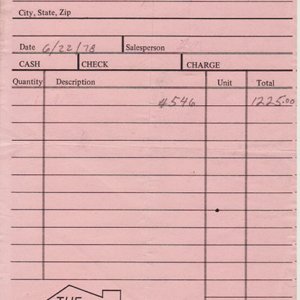 City, State, Zip
Date 6/22/78 Salesperson
CASH CHECK CHARGE
Quantity Description Unit Total
4546 1225.00
THE